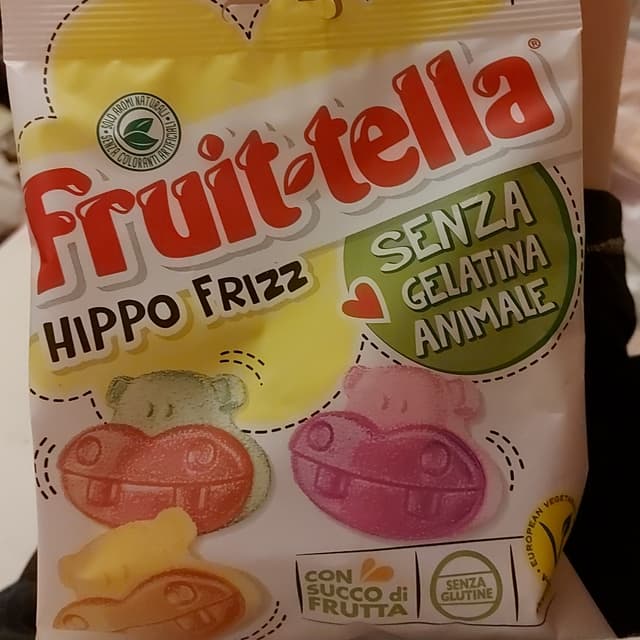 SOLO AROMI NATURALI
SENZA COLORANTI ARTIFICIALI
fruit-tella®
HIPPO FRIZZ
SENZA
GELATINA
ANIMALE
CON
SUCCO di
FRUTTA
SENZA
GLUTINE
EUROPEAN